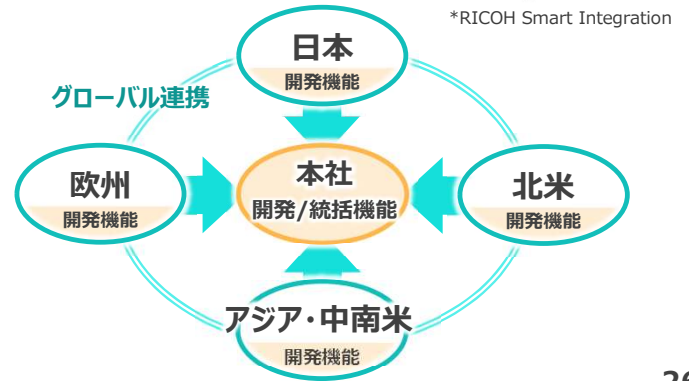 *RICOH Smart Integration
日本
開発機能
グローバル連携
欧州
開発機能
本社
開発/統括機能
北米
開発機能
アジア・中南米
開発機能